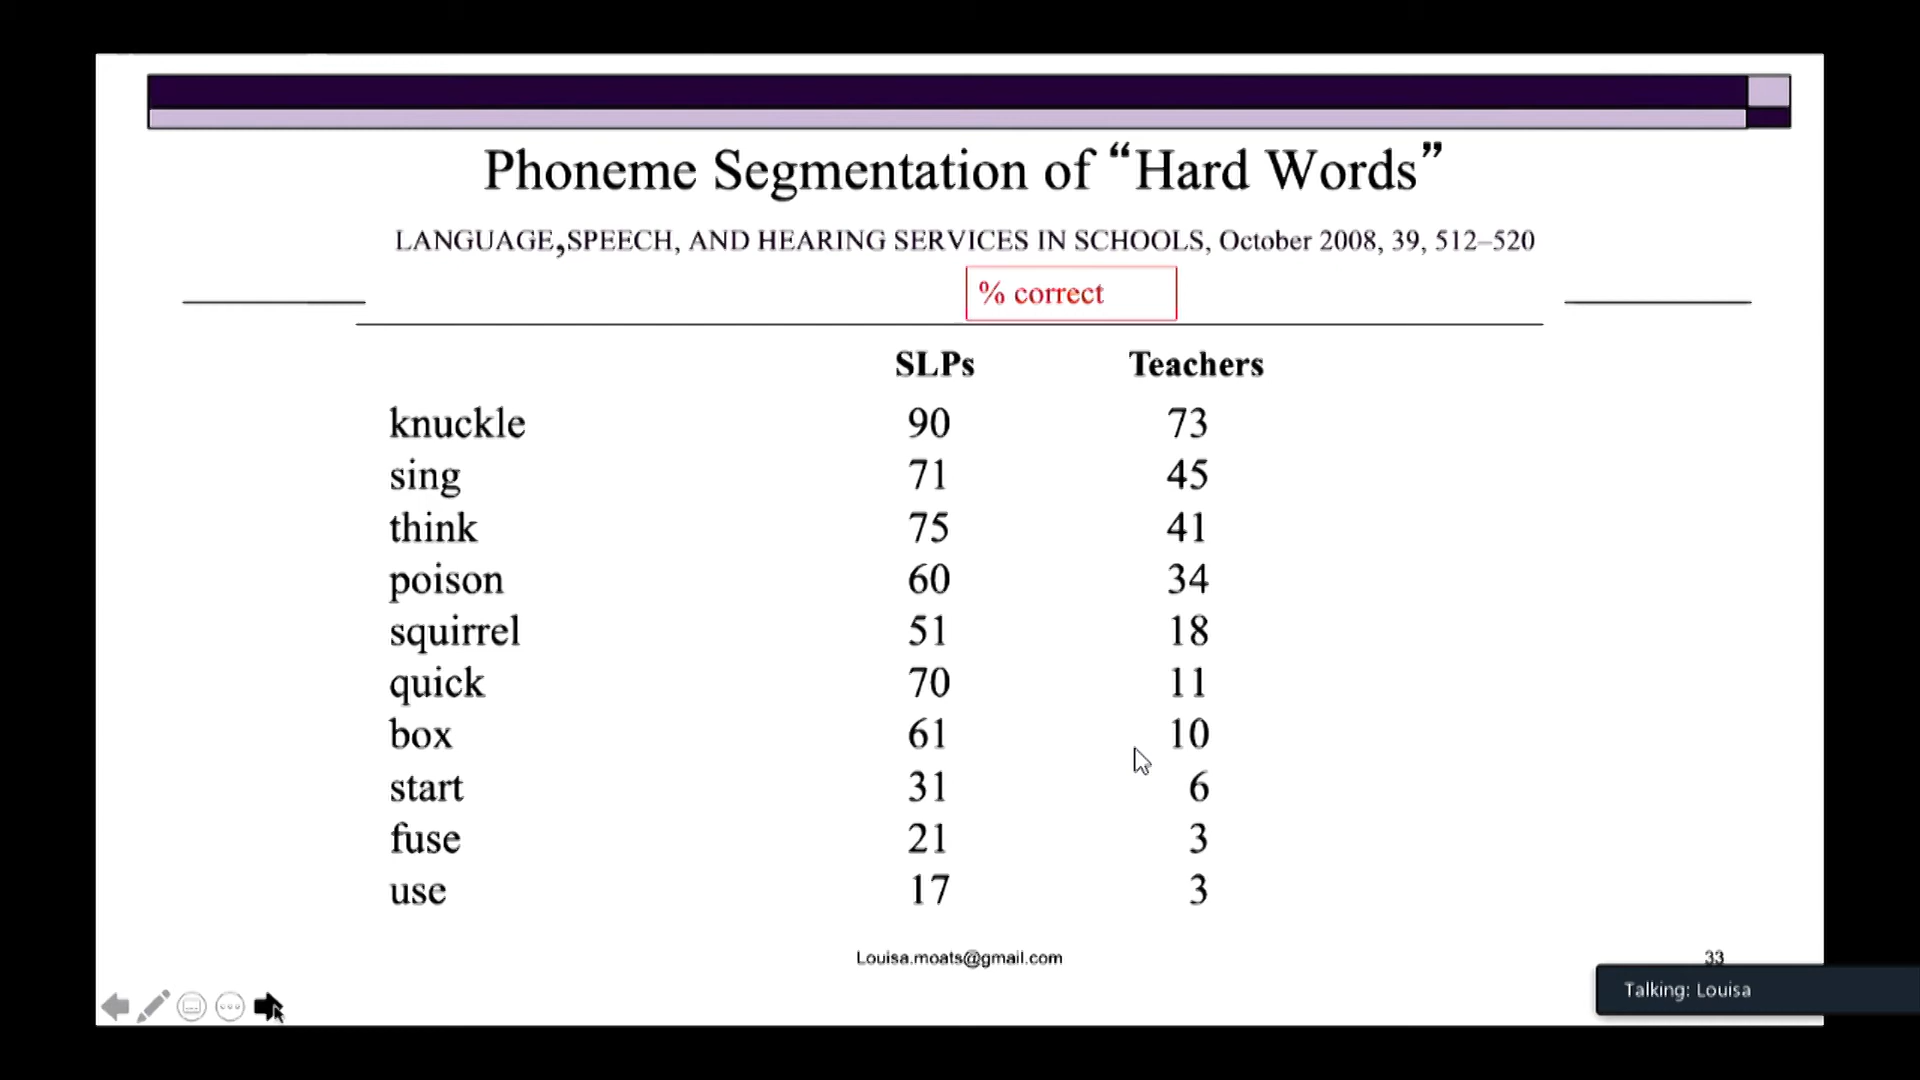 Phoneme Segmentation of “Hard Words”
LANGUAGE,SPEECH, AND HEARING SERVICES IN SCHOOLS, October 2008, 39, 512–520
% correct
SLPs Teachers
knuckle 90 73
sing 71 45
think 75 41
poison 60 34
squirrel 51 18
quick 70 11
box 61 10
start 31 6
fuse 21 3
use 17 3
Louisa.moats@gmail.com 33
Talking: Louisa